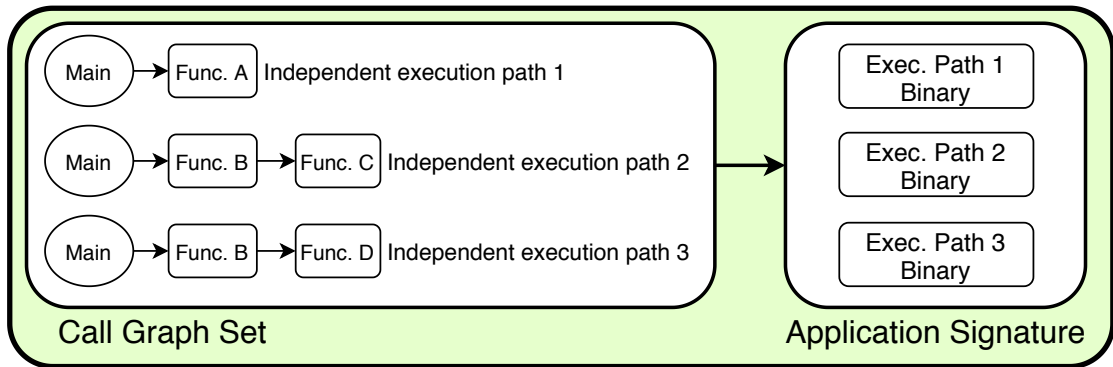 Main Func. A Independent execution path 1
Main Func. B Func. C Independent execution path 2
Main Func. B Func. D Independent execution path 3
Call Graph Set
Exec. Path 1
Binary
Exec. Path 2
Binary
Exec. Path 3
Binary
Application Signature